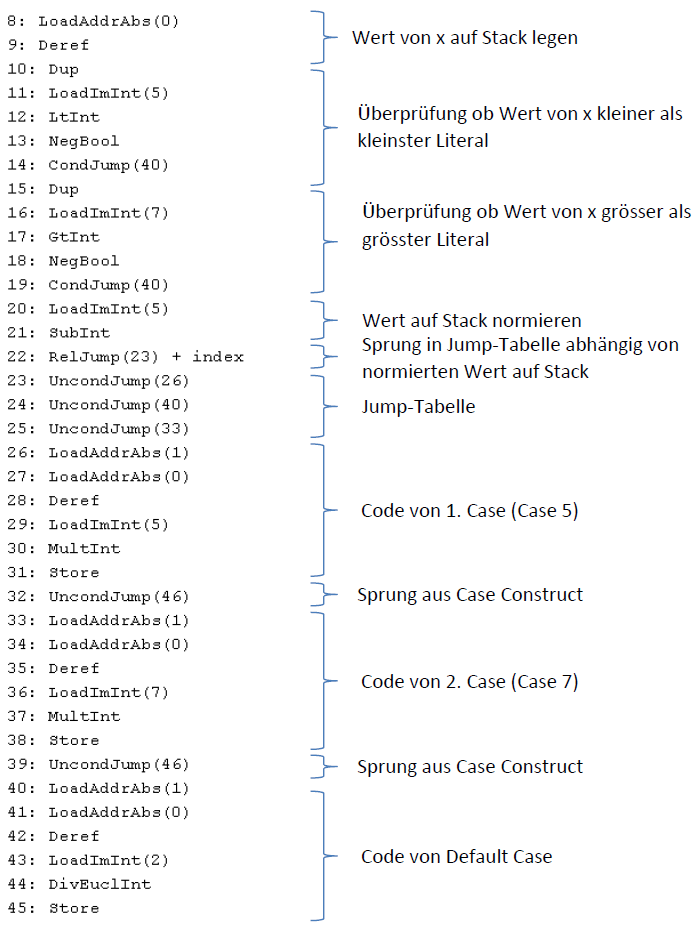 8: LoadAddrAbs(0)
9: Deref
Wert von x auf Stack legen
10: Dup
11: LoadImInt(5)
12: LtInt
13: NegBool
14: CondJump(40)
Überprüfung ob Wert von x kleiner als
kleinster Literal
15: Dup
16: LoadImInt(7)
17: GtInt
18: NegBool
19: CondJump(40)
Überprüfung ob Wert von x grösser als
grösster Literal
20: LoadImInt(5)
21: SubInt
Wert auf Stack normieren
22: RelJump(23) + index
Sprung in Jump-Tabelle abhängig von
normierten Wert auf Stack
23: UncondJump(26)
24: UncondJump(40)
25: UncondJump(33)
Jump-Tabelle
26: LoadAddrAbs(1)
27: LoadAddrAbs(0)
28: Deref
29: LoadImInt(5)
30: MultInt
31: Store
Code von 1. Case (Case 5)
32: UncondJump(46)
Sprung aus Case Construct
33: LoadAddrAbs(1)
34: LoadAddrAbs(0)
35: Deref
36: LoadImInt(7)
37: MultInt
38: Store
Code von 2. Case (Case 7)
39: UncondJump(46)
Sprung aus Case Construct
40: LoadAddrAbs(1)
41: LoadAddrAbs(0)
42: Deref
43: LoadImInt(2)
44: DivEuclInt
45: Store
Code von Default Case